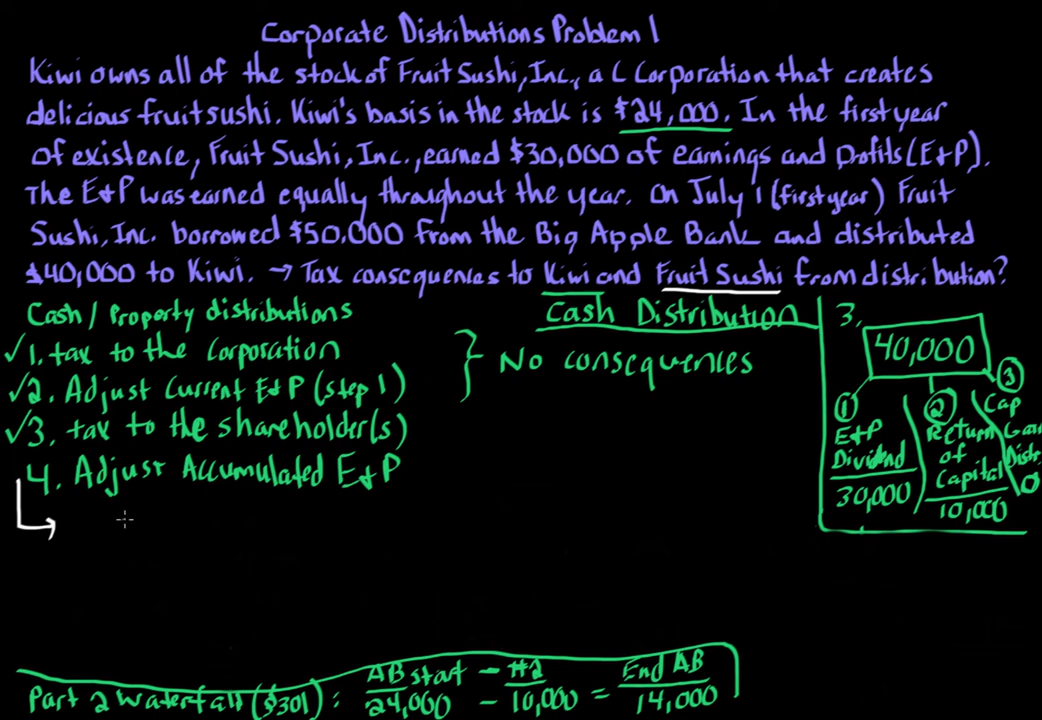 Corporate Distributions Problem 1
Kiwi owns all of the stock of Fruit Sushi, Inc., a C Corporation that creates
delicious fruit sushi. Kiwi's basis in the stock is $24,000. In the first year
of existence, Fruit Sushi, Inc., earned $30,000 of earnings and profits (E+P).
The E+P was earned equally throughout the year. On July 1 (first year) Fruit
Sushi, Inc. borrowed $50,000 from the Big Apple Bank and distributed
$40,000 to Kiwi. → Tax consequences to Kiwi and Fruit Sushi from distribution?
Cash / Property distributions
✓ 1. tax to the Corporation
✓ 2. Adjust Current E+P (step 1)
✓ 3. tax to the shareholder(s)
4. Adjust Accumulated E+P
Cash Distribution
} No consequences
3.
40,000
① E+P Dividend 30,000
② Return of Capital 10,000
③ Cap Gain Distr. 0
Part 2 Waterfall (§301): AB start - #2 End AB
24,000 - 10,000 = 14,000